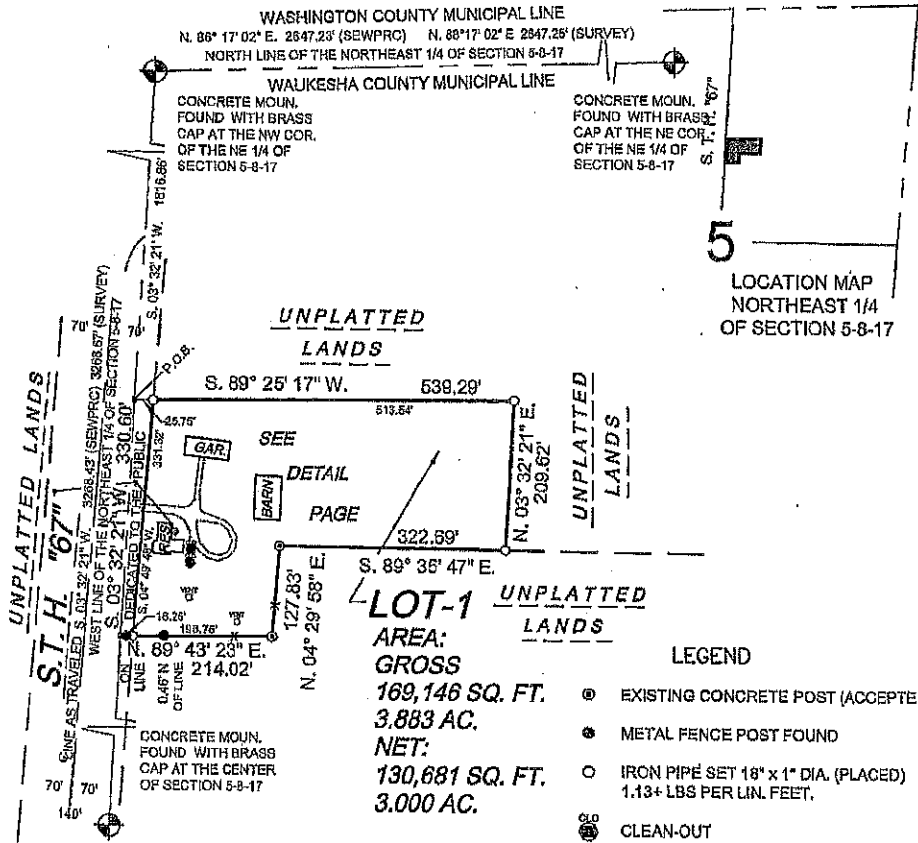 WASHINGTON COUNTY MUNICIPAL LINE
N. 86° 17' 02" E. 2647.23' (SEWPRC) N. 88°17' 02" E 2647.25' (SURVEY)
NORTH LINE OF THE NORTHEAST 1/4 OF SECTION 5-8-17
WAUKESHA COUNTY MUNICIPAL LINE
CONCRETE MOUN.
FOUND WITH BRASS
CAP AT THE NW COR.
OF THE NE 1/4 OF
SECTION 5-8-17
CONCRETE MOUN.
FOUND WITH BRASS
CAP AT THE NE COR.
OF THE NE 1/4 OF
SECTION 5-8-17
S. T. H. "67"
5
LOCATION MAP
NORTHEAST 1/4
OF SECTION 5-8-17
1816.86'
S. 03° 32' 21" W.
UNPLATTED
LANDS
70' 70'
P.O.B.
S. 89° 25' 17" W. 539.29'
513.54'
25.75'
331.32'
GAR.
SEE
DETAIL
PAGE
BARN
RES.
N. 03° 32' 21" E.
209.62'
UNPLATTED
LANDS
UNPLATTED LANDS
S.T.H. "67"
LINE AS TRAVELED S. 03° 32' 21" W. 3268.43' (SEWPRC) 3268.67' (SURVEY)
WEST LINE OF THE NORTHEAST 1/4 OF SECTION 5-8-17
S. 03° 32' 21" W. 330.60'
DEDICATED TO THE PUBLIC
S. 04° 49' 48" W.
322.69'
S. 89° 35' 47" E.
127.83'
N. 04° 29' 58" E.
16.26'
198.76'
N. 89° 43' 23" E.
214.02'
ON
LINE
0.46' N
OF LINE
UNPLATTED
LANDS
LOT-1
AREA:
GROSS
169,146 SQ. FT.
3.883 AC.
NET:
130,681 SQ. FT.
3.000 AC.
CONCRETE MOUN.
FOUND WITH BRASS
CAP AT THE CENTER
OF SECTION 5-8-17
70' 70'
140'
LEGEND
EXISTING CONCRETE POST (ACCEPTE
METAL FENCE POST FOUND
IRON PIPE SET 18" x 1" DIA. (PLACED)
1.13+ LBS PER LIN. FEET.
CLO
CLEAN-OUT